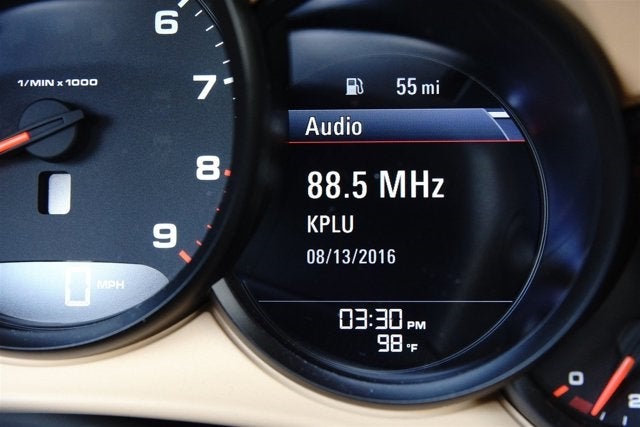 6
1/MIN x 1000
7
8
9
MPH
55 mi
Audio
88.5 MHz
KPLU
08/13/2016
03:30 PM
98 °F
0
2